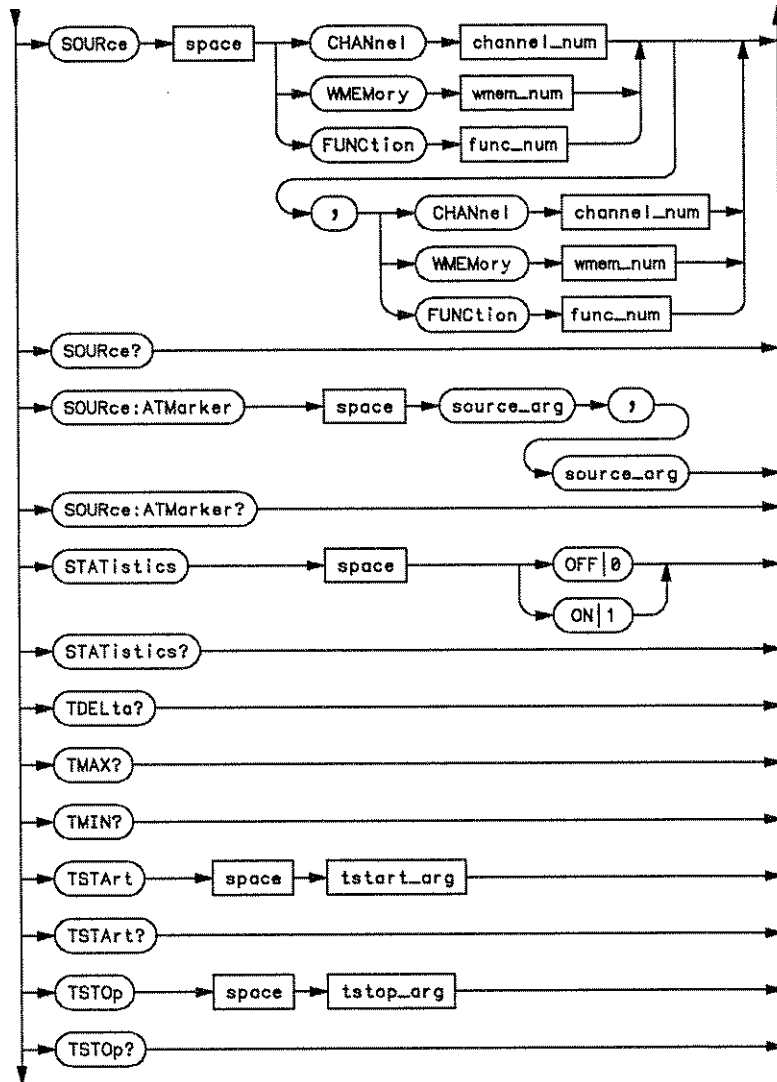 SOURce space CHANnel channel_num
WMEMory wmem_num
FUNCtion func_num
, CHANnel channel_num
WMEMory wmem_num
FUNCtion func_num
SOURce?
SOURce:ATMarker space source_arg ,
source_arg
SOURce:ATMarker?
STATistics space OFF|0
ON|1
STATistics?
TDELta?
TMAX?
TMIN?
TSTArt space tstart_arg
TSTArt?
TSTOp space tstop_arg
TSTOp?